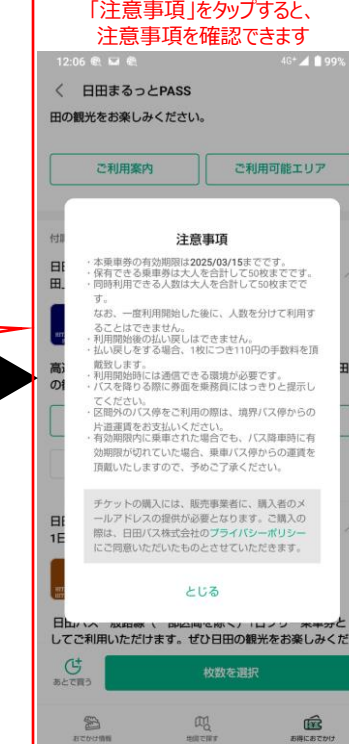 「注意事項」をタップすると、
注意事項を確認できます
12:06 4G+ 99%
日田まるっとPASS
田の観光をお楽しみください。
ご利用案内 ご利用可能エリア
注意事項
・本乗車券の有効期限は2025/03/15までです。
・保有できる乗車券は大人を合計して50枚までです。
・同時利用できる人数は大人を合計して50枚までで
す。
なお、一度利用開始した後に、人数を分けて利用す
ることはできません。
・利用開始後の払い戻しはできません。
・払い戻しをする場合、1枚につき110円の手数料を頂
戴致します。
・利用開始時には通信できる環境が必要です。
・バスを降りる際に券面を乗務員にはっきりと提示し
てください。
・区間外のバス停をご利用の際は、境界バス停からの
片道運賃をお支払いください。
・有効期限内に乗車された場合でも、バス降車時に有
効期限が切れていた場合、乗車バス停からの運賃を
頂戴いたしますので、予めご了承ください。
チケットの購入には、販売事業者に、購入者のメ
ールアドレスの提供が必要となります。ご購入の
際は、日田バス株式会社のプライバシーポリシー
にご同意いただいたものとさせていただきます。
とじる
してご利用いただけます。ぜひ日田の観光をお楽しみくだ
あとで買う 枚数を選択
おでかけ情報 地図で探す お得におでかけ